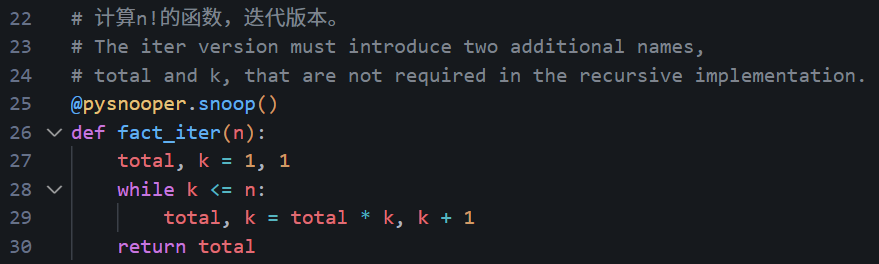 22 # 计算n!的函数，迭代版本。
23 # The iter version must introduce two additional names,
24 # total and k, that are not required in the recursive implementation.
25 @pysnooper.snoop()
26 def fact_iter(n):
27     total, k = 1, 1
28     while k <= n:
29         total, k = total * k, k + 1
30     return total